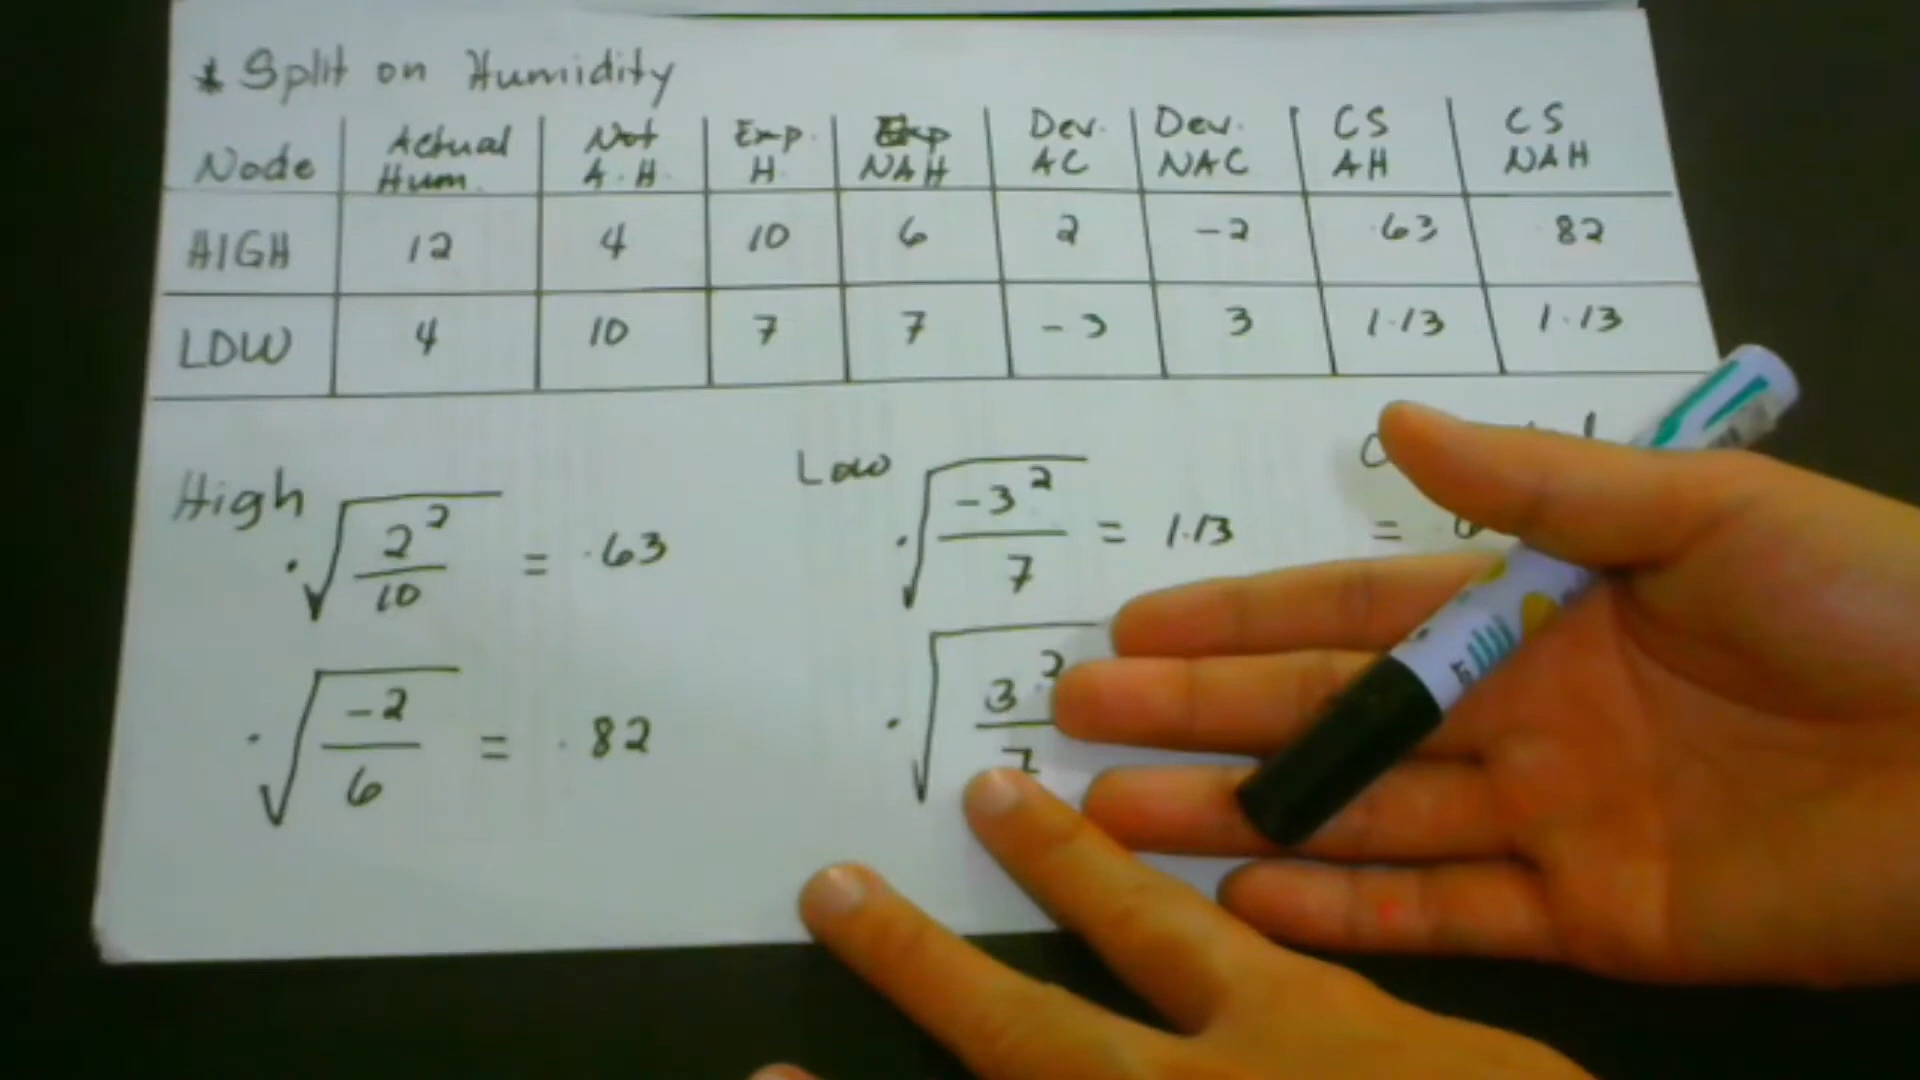 * Split on Humidity
Node | Actual Hum. | Not A.H. | Exp. H | Exp NAH | Dev. AC | Dev. NAC | CS AH | CS NAH
HIGH | 12 | 4 | 10 | 6 | 2 | -2 | .63 | .82
LOW | 4 | 10 | 7 | 7 | -3 | 3 | 1.13 | 1.13
High
√(2²/10) = .63
√(-2/6) = .82
Low
√(-3²/7) = 1.13
√(3²/7)
=